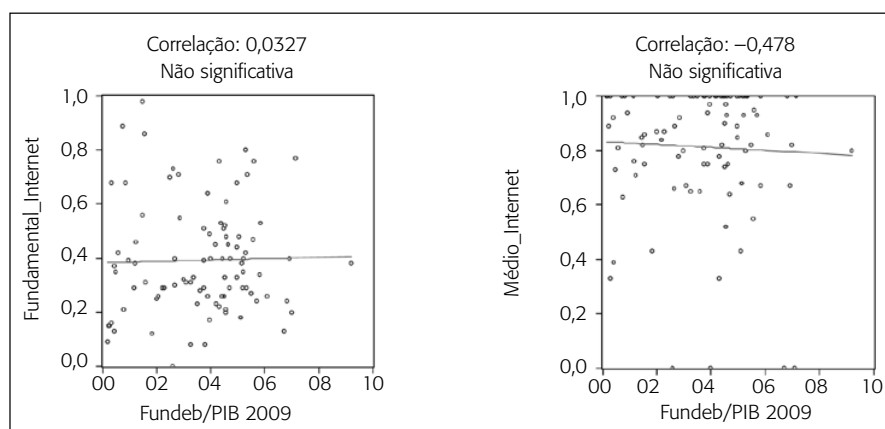 Correlação: 0,0327
Não significativa
Fundamental_Internet
1,0
0,8
0,6
0,4
0,2
0,0
00 02 04 06 08 10
Fundeb/PIB 2009
Correlação: –0,478
Não significativa
Médio_Internet
1,0
0,8
0,6
0,4
0,2
0,0
00 02 04 06 08 10
Fundeb/PIB 2009